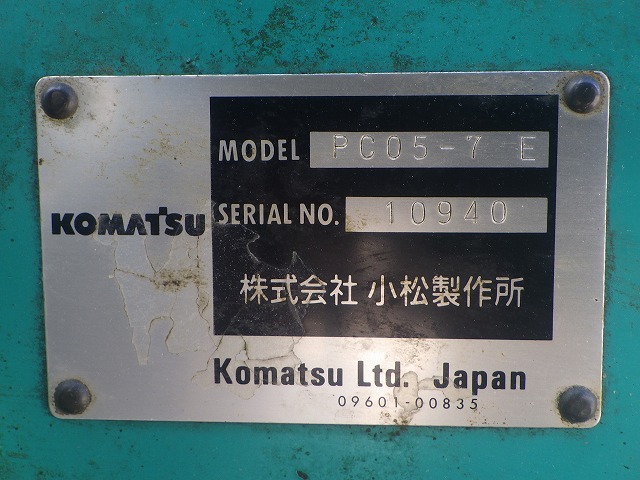 MODEL PC05-7 E
KOMATSU
SERIAL NO. 10940
株式会社 小松製作所
Komatsu Ltd. Japan
09601-00835